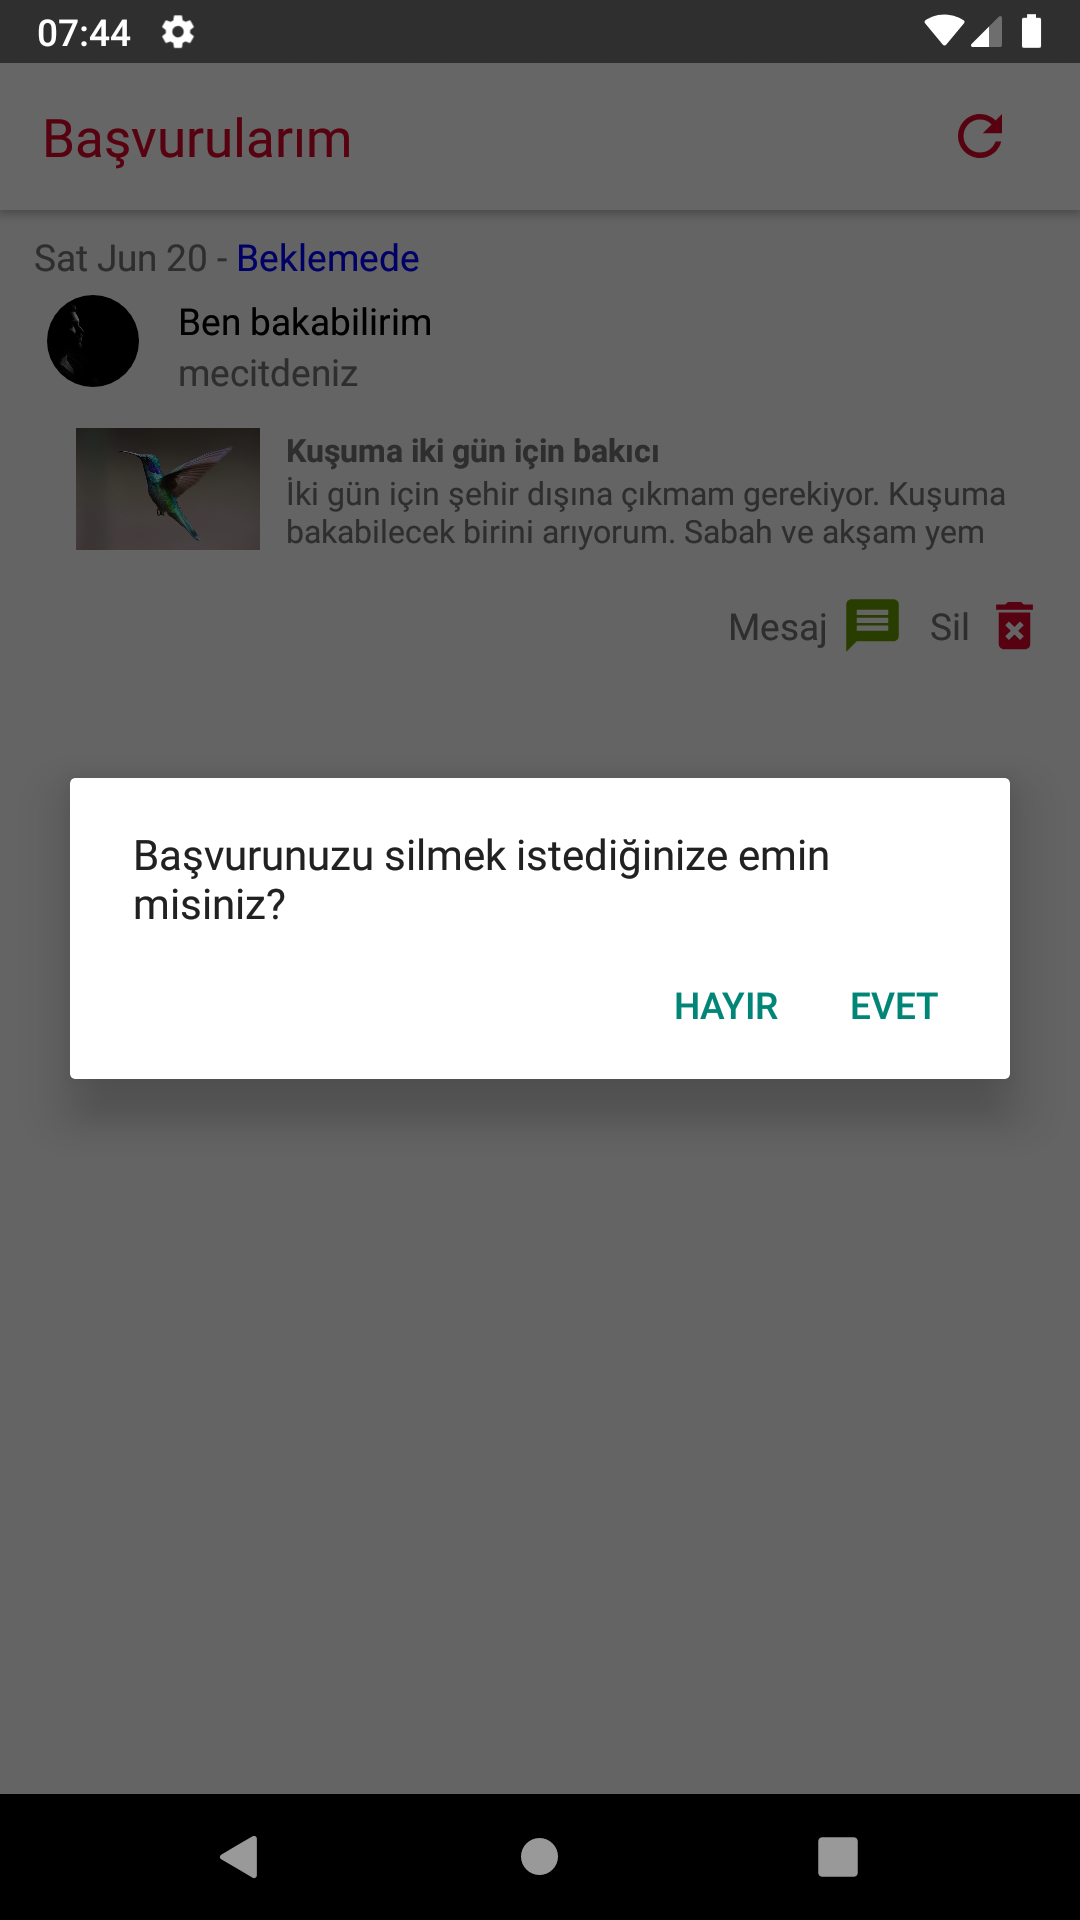 07:44
Başvurularım
Sat Jun 20 - Beklemede
Ben bakabilirim
mecitdeniz
Kuşuma iki gün için bakıcı
İki gün için şehir dışına çıkmam gerekiyor. Kuşuma
bakabilecek birini arıyorum. Sabah ve akşam yem
Mesaj Sil
Başvurunuzu silmek istediğinize emin
misiniz?
HAYIR EVET